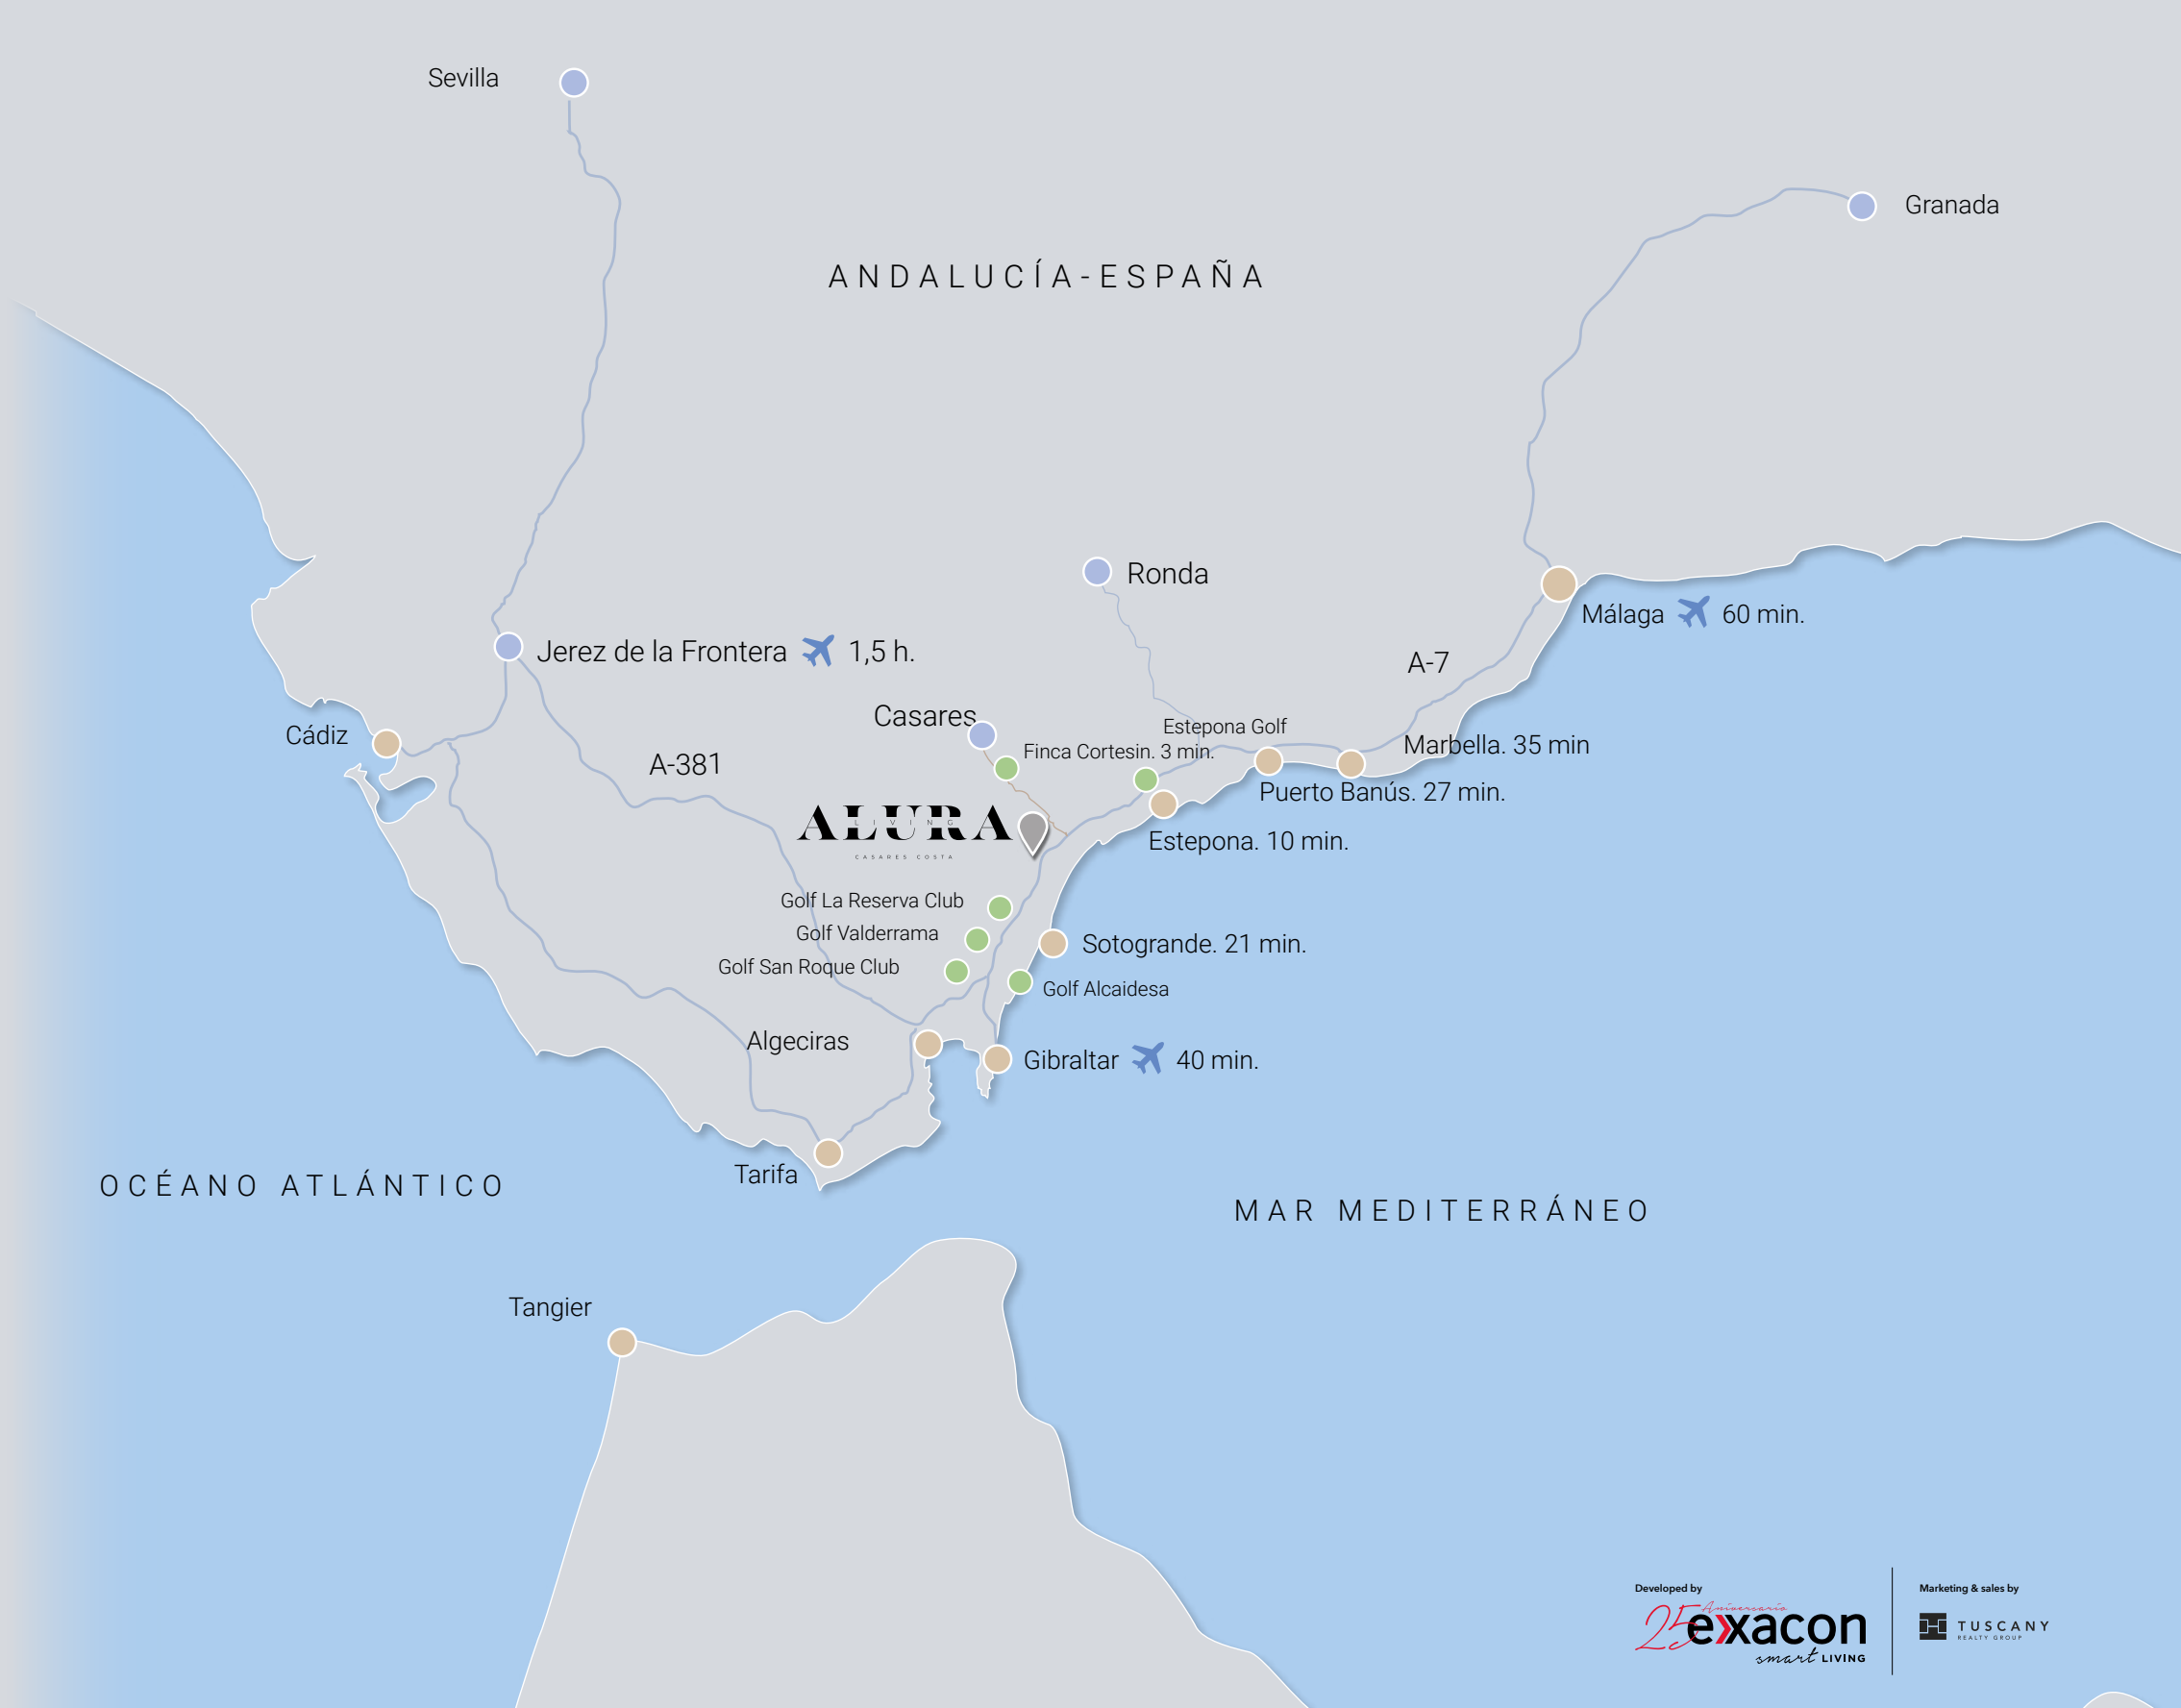 Sevilla
Granada
ANDALUCÍA-ESPAÑA
Ronda
Málaga 60 min.
Jerez de la Frontera 1,5 h.
A-7
Casares
Estepona Golf
Cádiz
Marbella. 35 min
Finca Cortesin. 3 min.
A-381
Puerto Banús. 27 min.
ALURA
LIVING
CASARES COSTA
Estepona. 10 min.
Golf La Reserva Club
Golf Valderrama
Sotogrande. 21 min.
Golf San Roque Club
Golf Alcaidesa
Algeciras
Gibraltar 40 min.
Tarifa
OCÉANO ATLÁNTICO
MAR MEDITERRÁNEO
Tangier
Developed by
25 Aniversario
exxacon
smart LIVING
Marketing & sales by
TUSCANY
REALTY GROUP